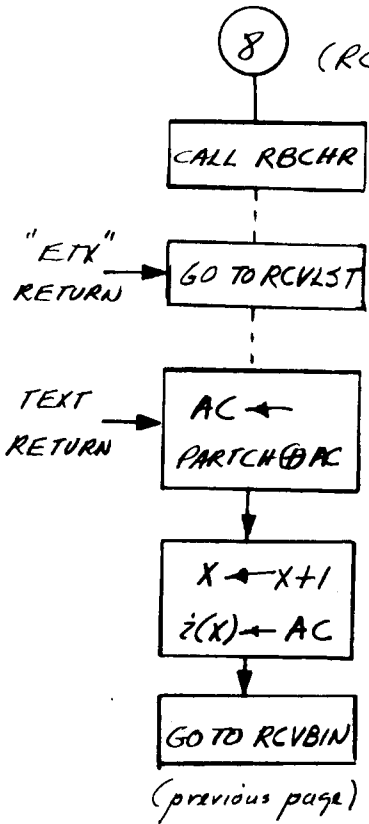 8 (RC
CALL RBCHR
"ETX"
RETURN
GO TO RCVLST
TEXT
RETURN
AC ←
PARTCH ⊕ AC
X ← X+1
i(X) ← AC
GO TO RCVBIN
(previous page)